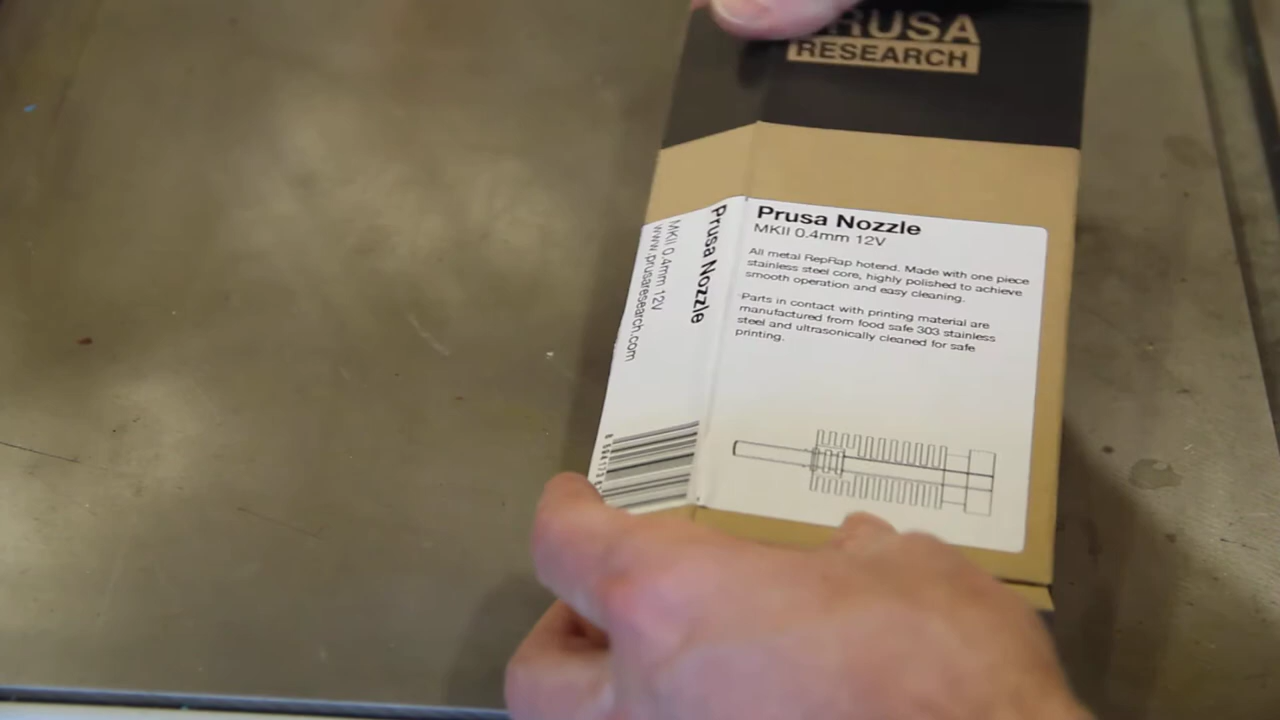 PRUSA
RESEARCH
Prusa Nozzle
MKII 0.4mm 12V
All metal RepRap hotend. Made with one piece
stainless steel core, highly polished to achieve
smooth operation and easy cleaning.
Parts in contact with printing material are
manufactured from food safe 303 stainless
steel and ultrasonically cleaned for safe
printing.
Prusa Nozzle
MKII 0.4mm 12V
www.prusaresearch.com